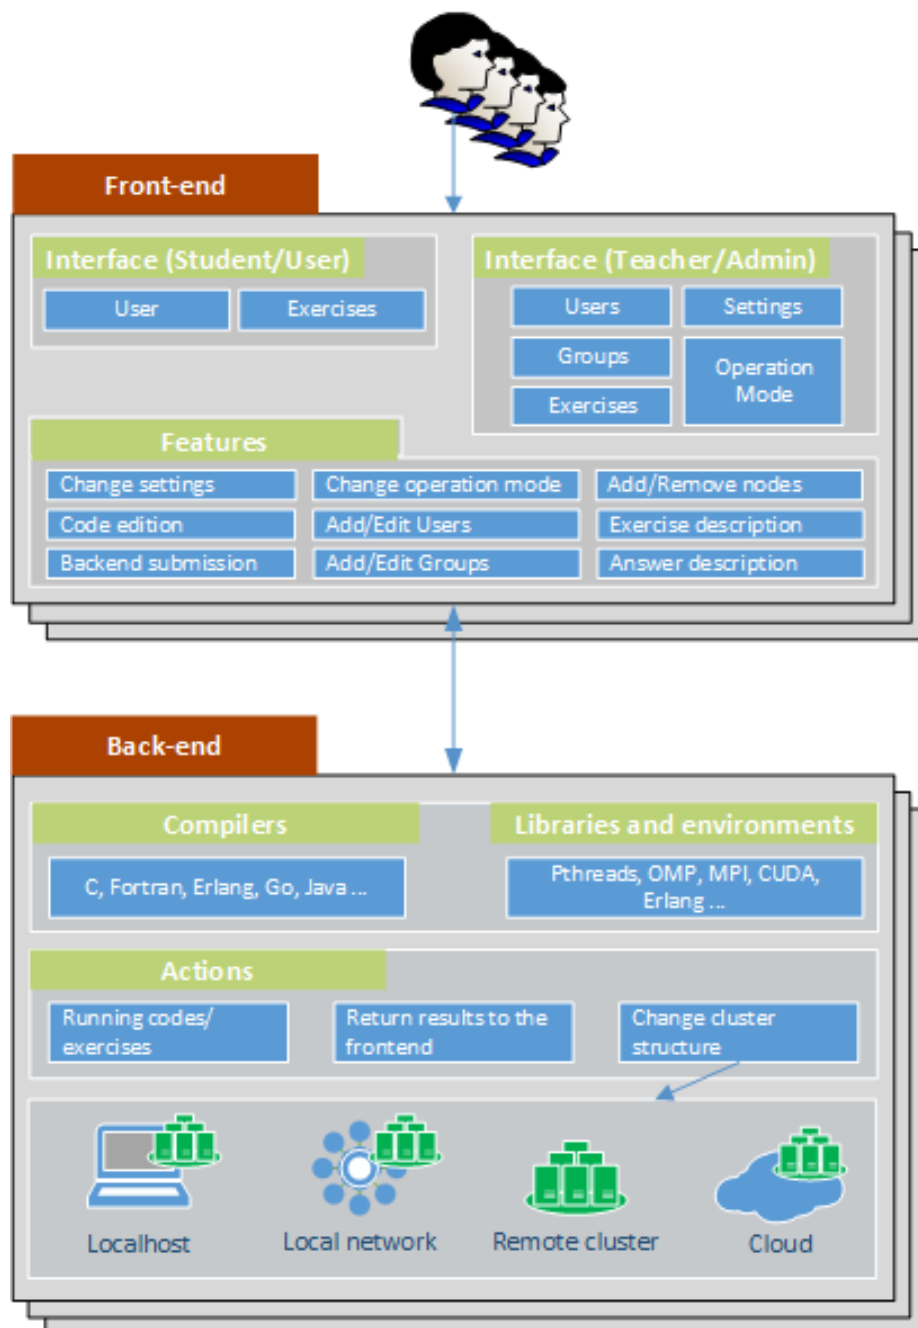 Front-end
Interface (Student/User)
User
Exercises
Interface (Teacher/Admin)
Users
Settings
Groups
Operation
Mode
Exercises
Features
Change settings
Change operation mode
Add/Remove nodes
Code edition
Add/Edit Users
Exercise description
Backend submission
Add/Edit Groups
Answer description
Back-end
Compilers
C, Fortran, Erlang, Go, Java ...
Libraries and environments
Pthreads, OMP, MPI, CUDA,
Erlang ...
Actions
Running codes/
exercises
Return results to the
frontend
Change cluster
structure
Localhost
Local network
Remote cluster
Cloud